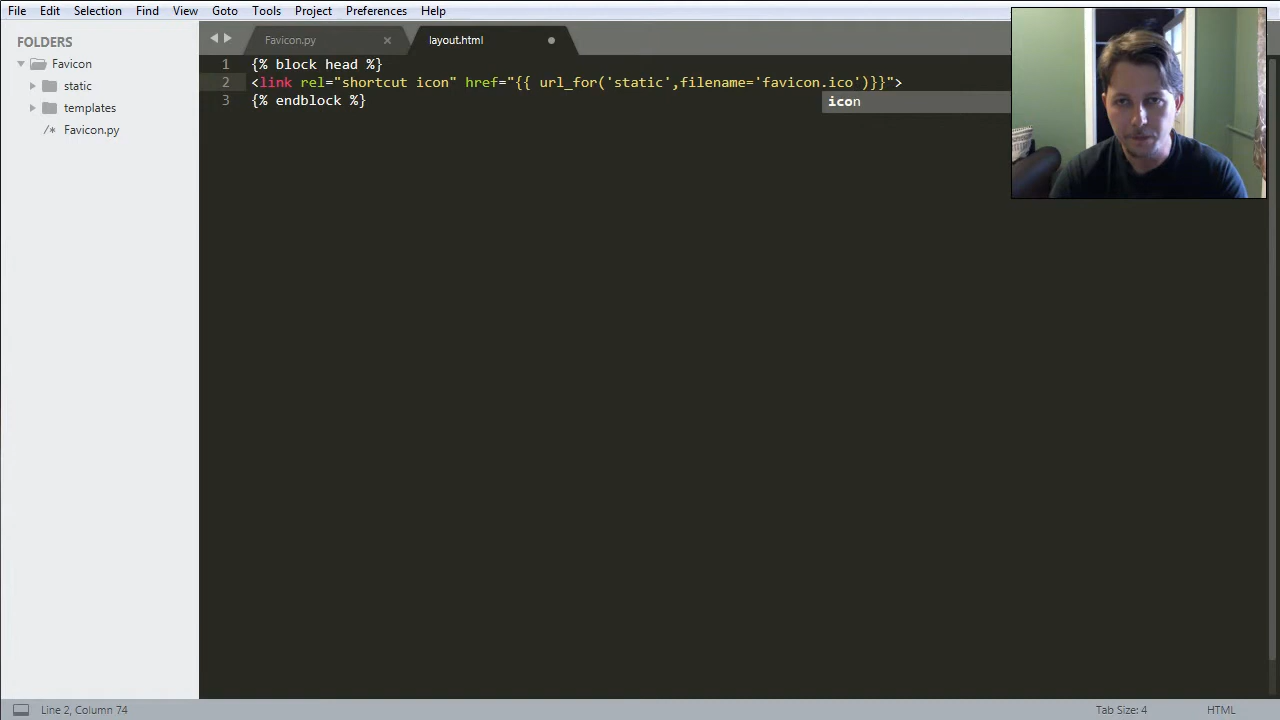 File Edit Selection Find View Goto Tools Project Preferences Help
FOLDERS
Favicon
static
templates
/* Favicon.py
Favicon.py ×
layout.html
1 {% block head %}
2 <link rel="shortcut icon" href="{{ url_for('static',filename='favicon.ico')}}">
3 {% endblock %}
icon
Line 2, Column 74
Tab Size: 4
HTML